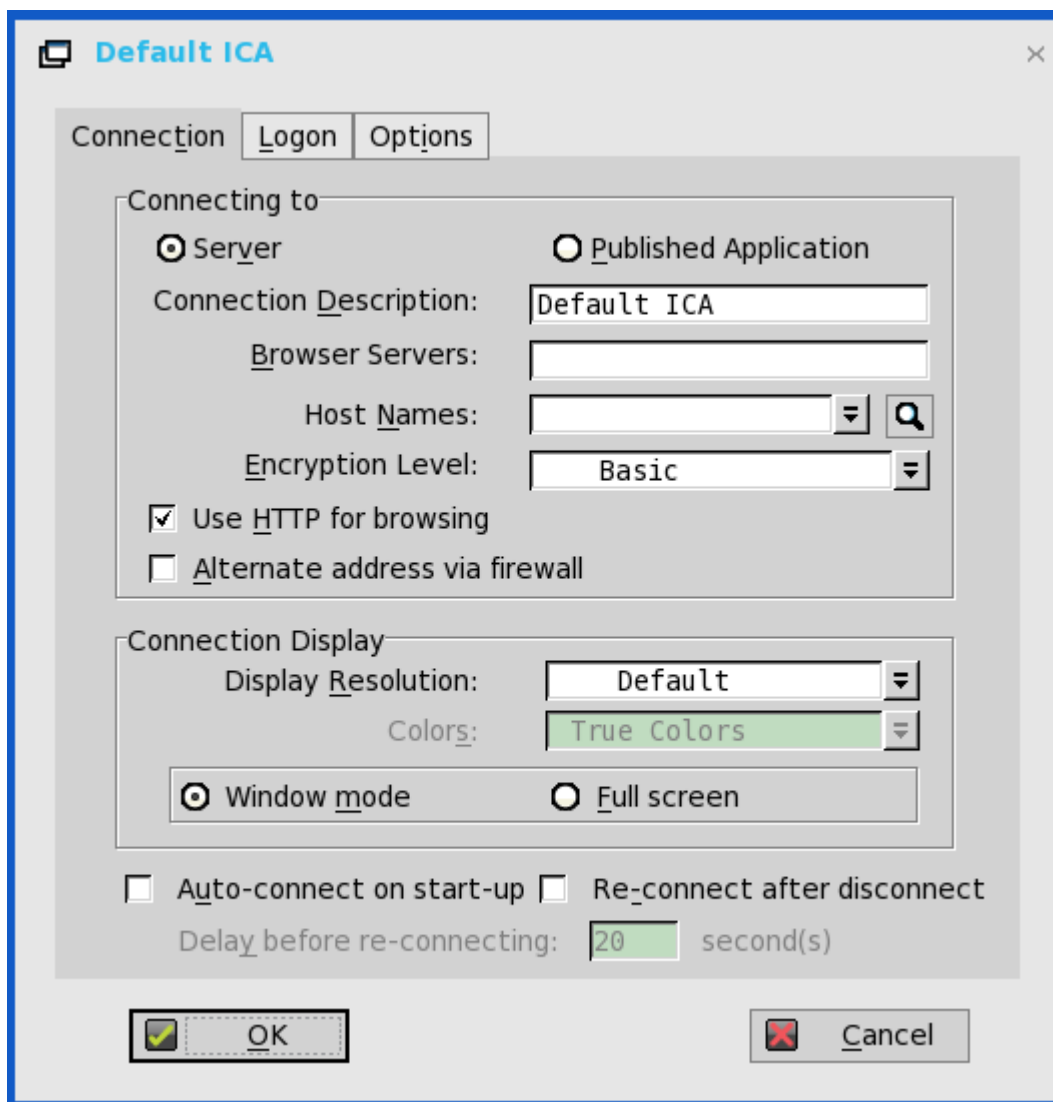 Default ICA
Connection Logon Options
Connecting to
Server Published Application
Connection Description: Default ICA
Browser Servers:
Host Names:
Encryption Level: Basic
Use HTTP for browsing
Alternate address via firewall
Connection Display
Display Resolution: Default
Colors: True Colors
Window mode Full screen
Auto-connect on start-up Re-connect after disconnect
Delay before re-connecting: 20 second(s)
OK Cancel